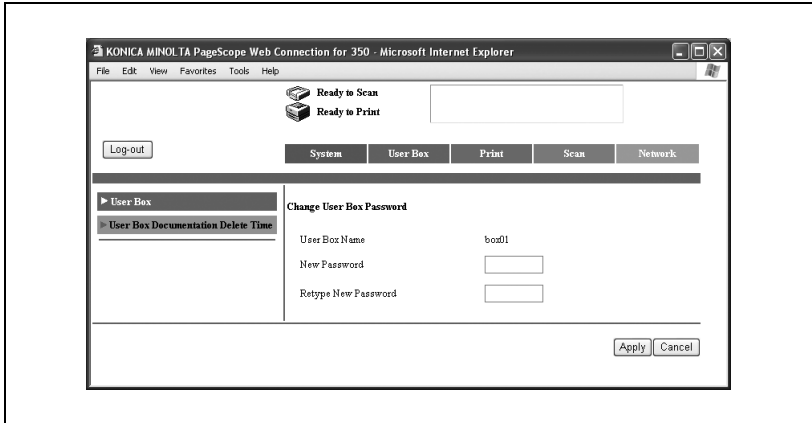 KONICA MINOLTA PageScope Web Connection for 350 - Microsoft Internet Explorer
File Edit View Favorites Tools Help
Ready to Scan
Ready to Print
Log-out
System User Box Print Scan Network
User Box
User Box Documentation Delete Time
Change User Box Password
User Box Name box01
New Password
Retype New Password
Apply Cancel